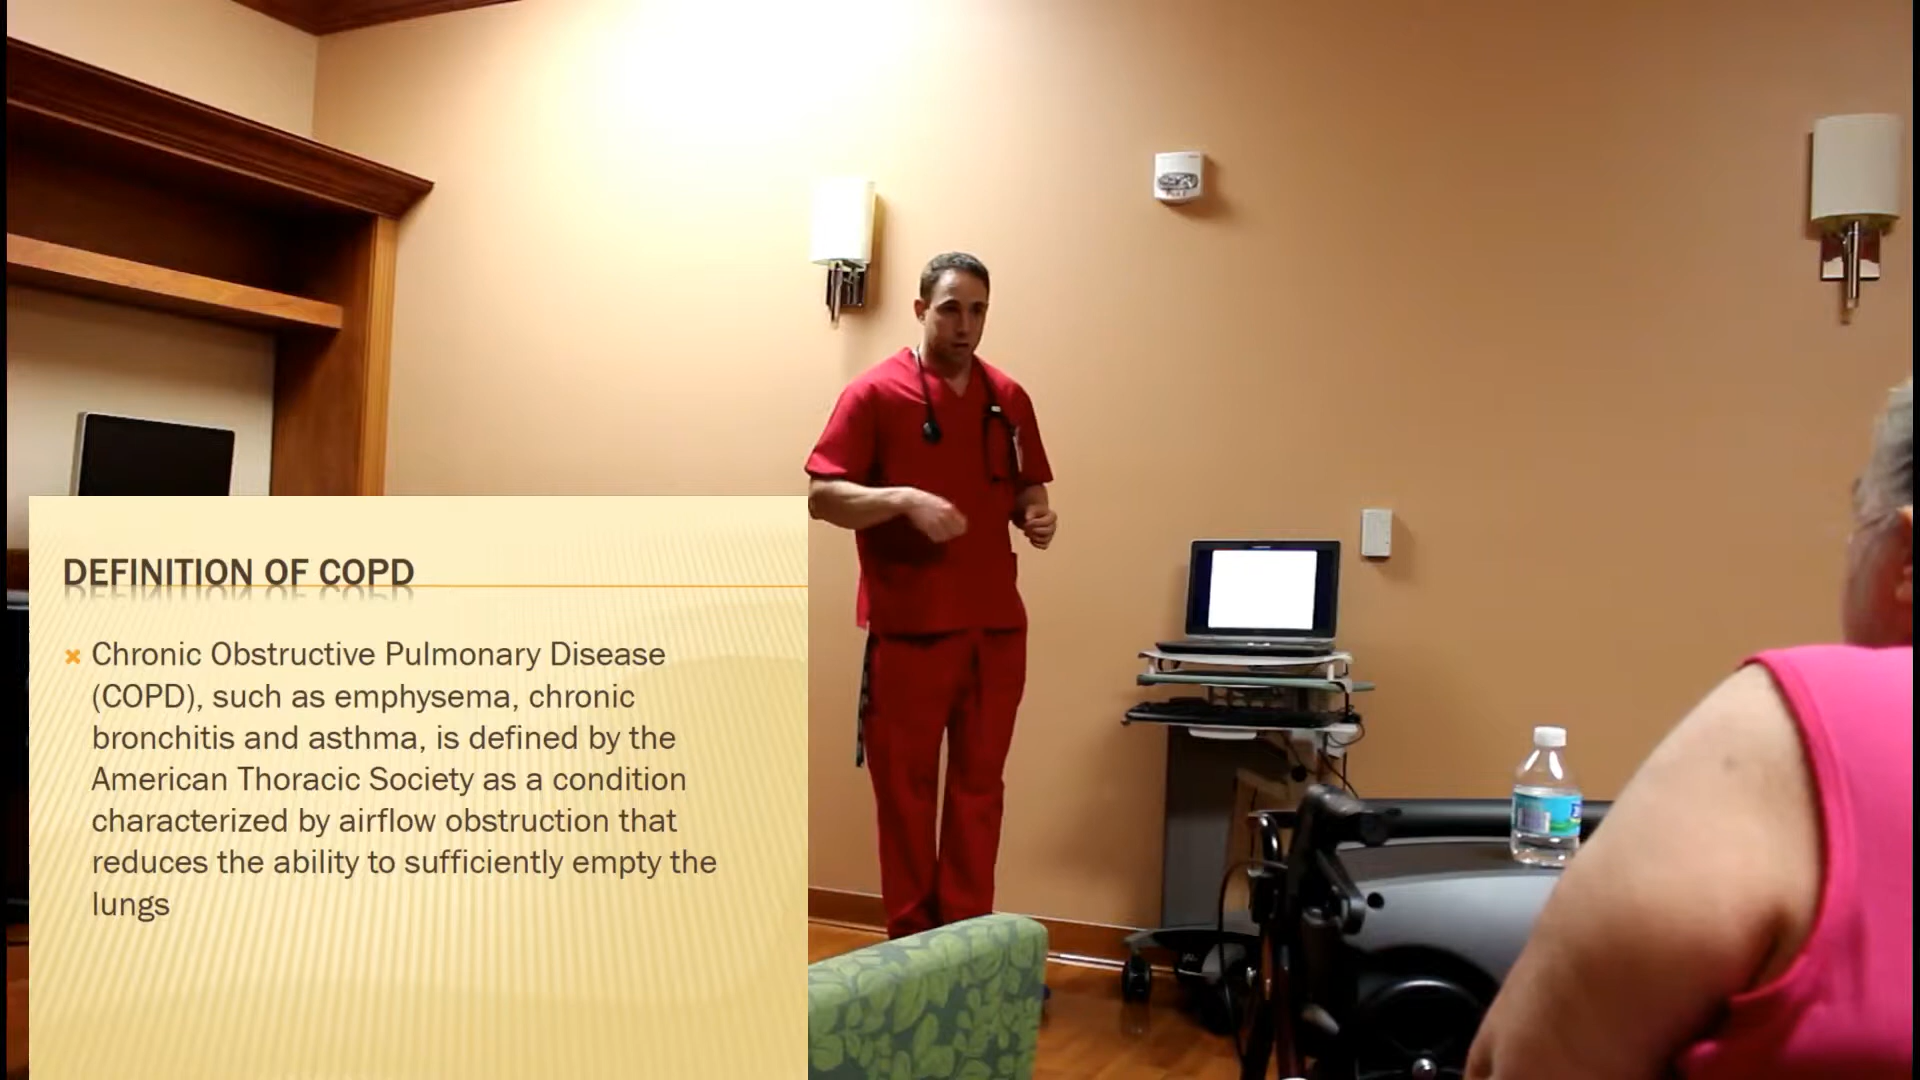 DEFINITION OF COPD
Chronic Obstructive Pulmonary Disease
(COPD), such as emphysema, chronic
bronchitis and asthma, is defined by the
American Thoracic Society as a condition
characterized by airflow obstruction that
reduces the ability to sufficiently empty the
lungs